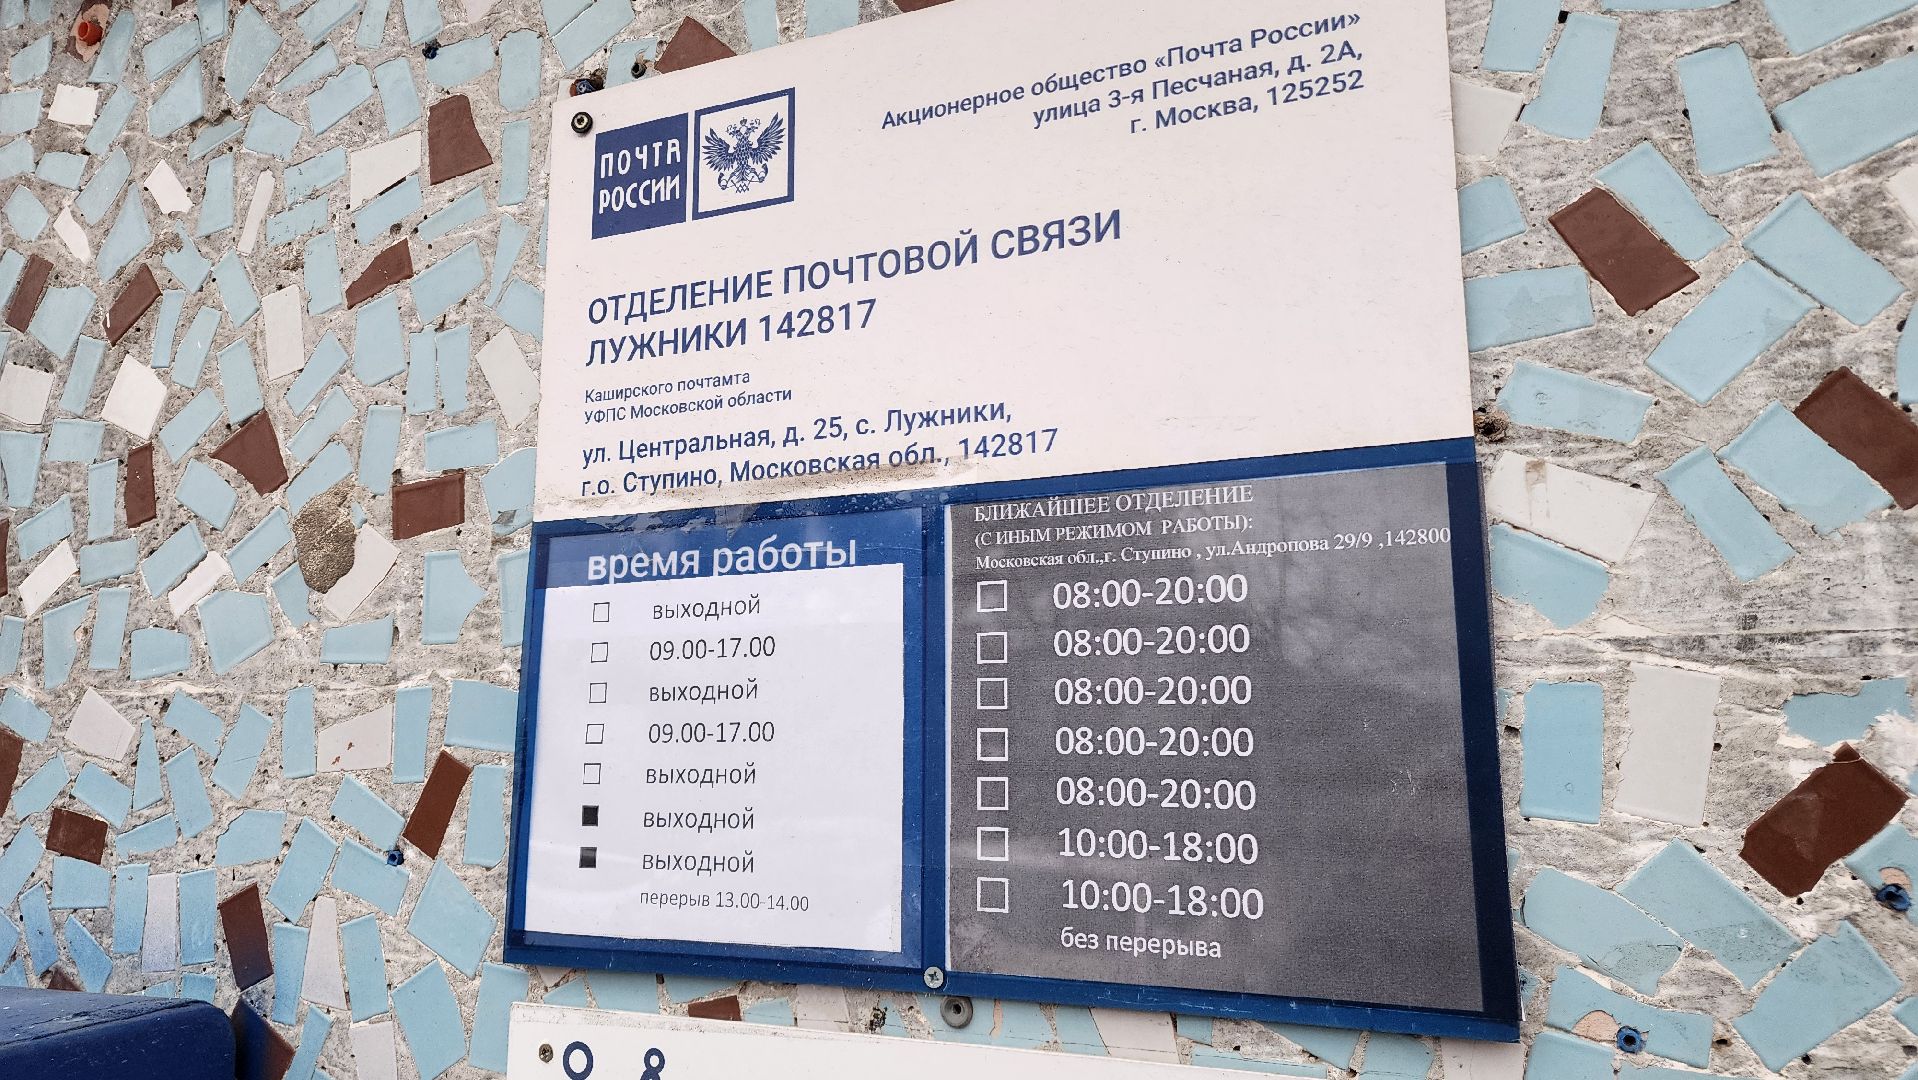 Акционерное общество «Почта России»
улица 3-я Песчаная, д. 2А,
г. Москва, 125252
ПОЧТА
РОССИИ
ОТДЕЛЕНИЕ ПОЧТОВОЙ СВЯЗИ
ЛУЖНИКИ 142817
Каширского почтамта
УФПС Московской области
ул. Центральная, д. 25, с. Лужники,
г.о. Ступино, Московская обл., 142817
время работы
выходной
09.00-17.00
выходной
09.00-17.00
выходной
выходной
выходной
перерыв 13.00-14.00
БЛИЖАЙШЕЕ ОТДЕЛЕНИЕ
(С ИНЫМ РЕЖИМОМ РАБОТЫ):
Московская обл.,г. Ступино , ул.Андропова 29/9 ,142800
08:00-20:00
08:00-20:00
08:00-20:00
08:00-20:00
08:00-20:00
10:00-18:00
10:00-18:00
без перерыва